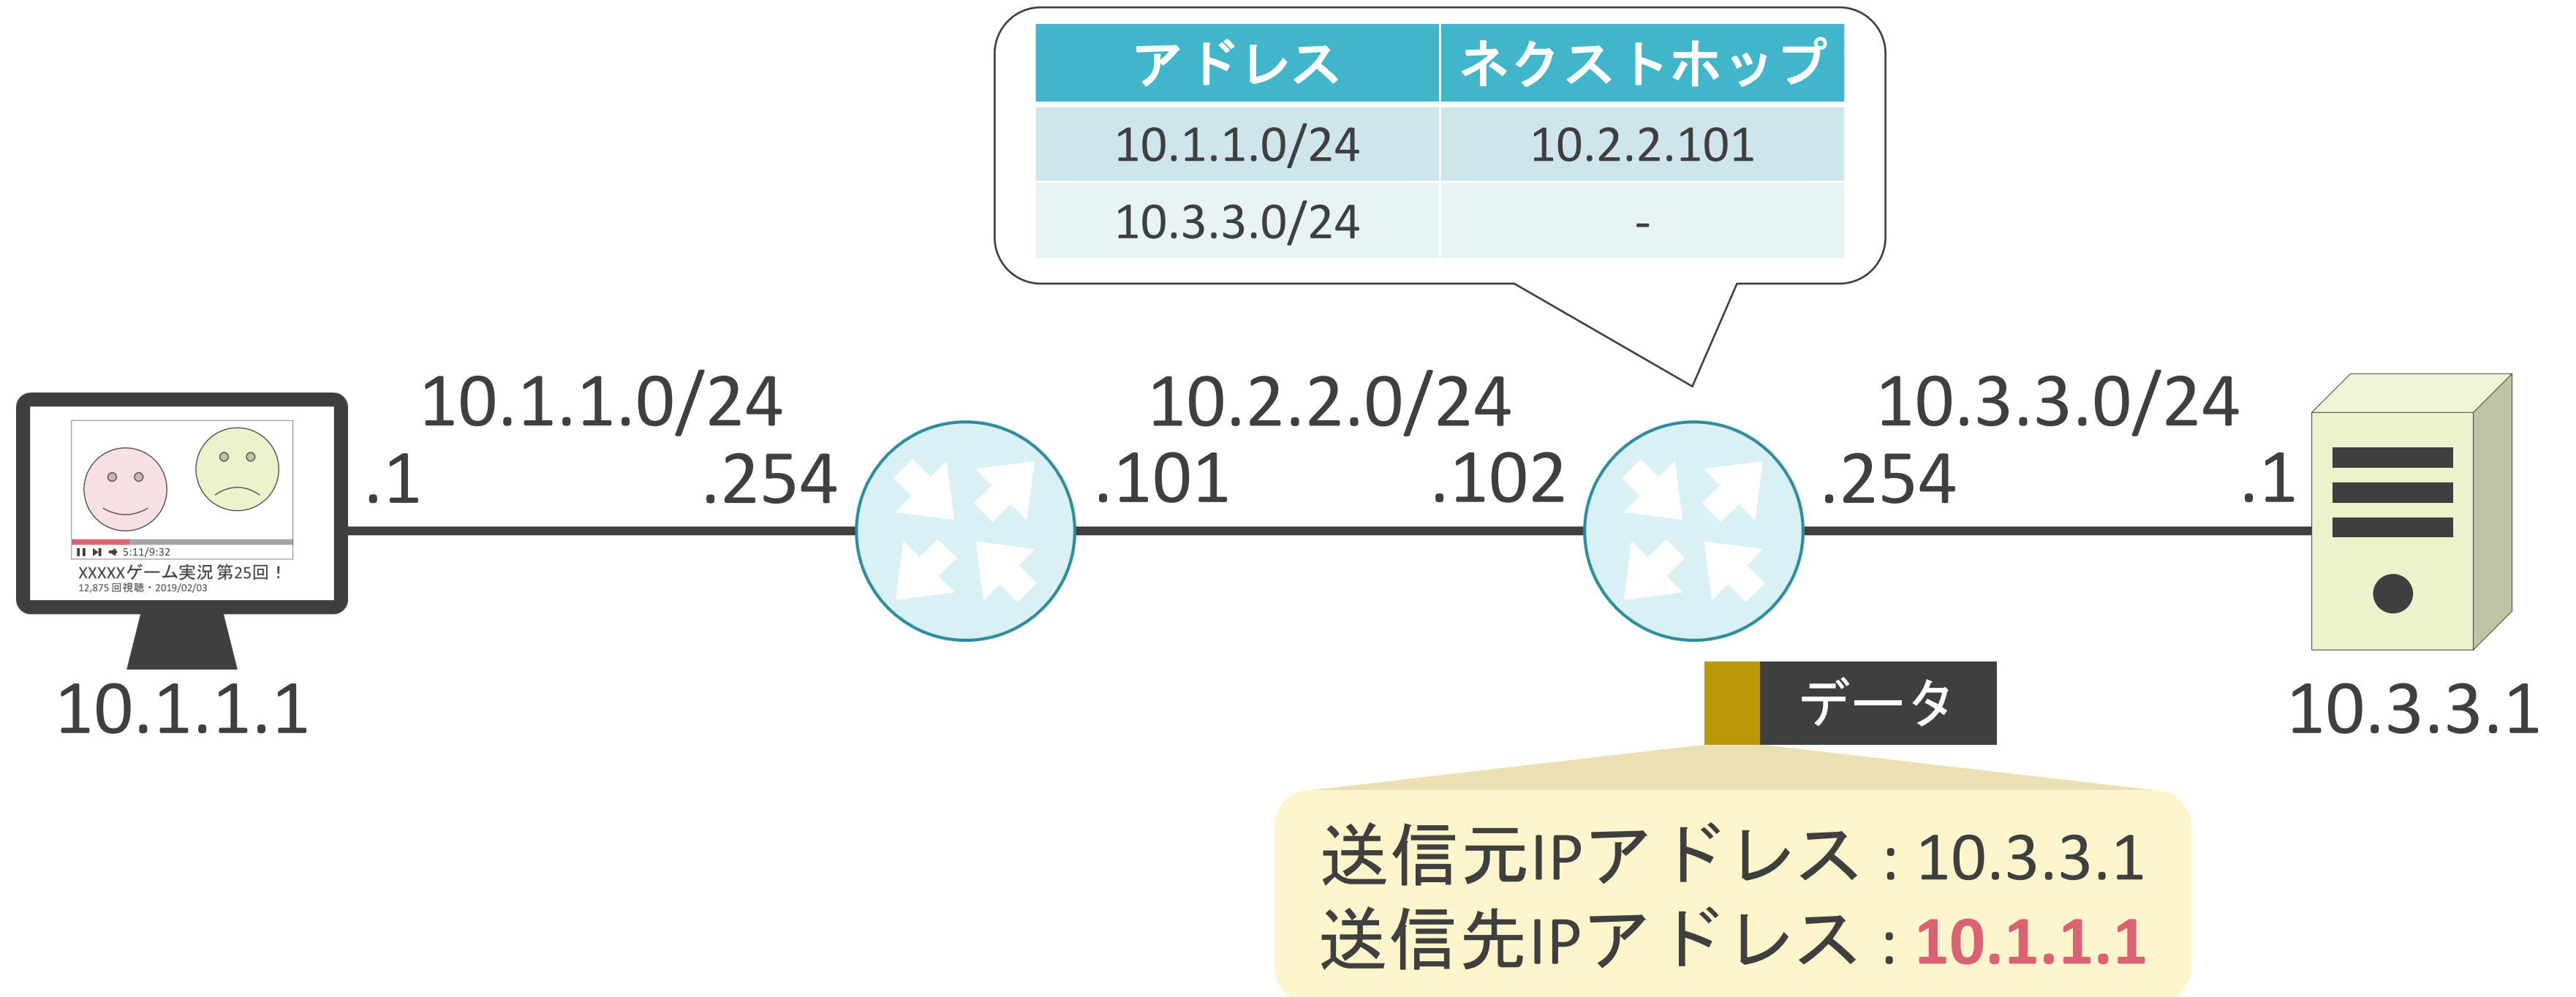 アドレス ネクストホップ
10.1.1.0/24 10.2.2.101
10.3.3.0/24 -
10.1.1.0/24 10.2.2.0/24 10.3.3.0/24
.1 .254 .101 .102 .254 .1
5:11/9:32
XXXXXゲーム実況 第25回！
12,875 回視聴・2019/02/03
10.1.1.1 データ 10.3.3.1
送信元IPアドレス：10.3.3.1
送信先IPアドレス：10.1.1.1